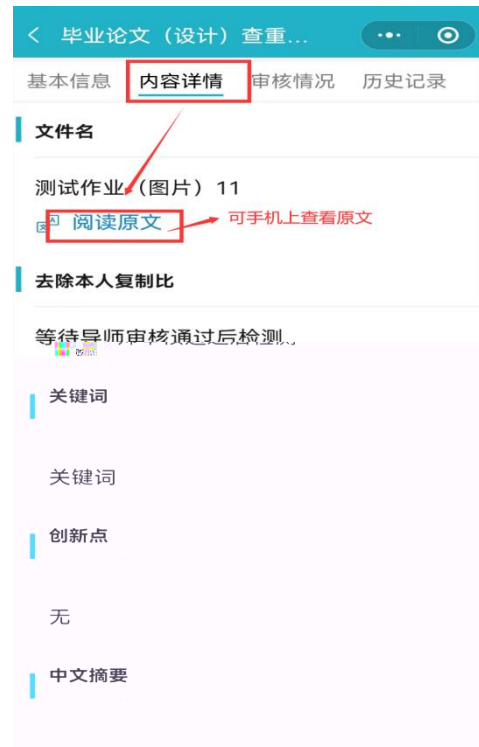 毕业论文（设计）查重...
基本信息 内容详情 审核情况 历史记录
文件名
测试作业（图片）11
阅读原文 可手机上查看原文
去除本人复制比
等待导师审核通过后检测
关键词
关键词
创新点
无
中文摘要